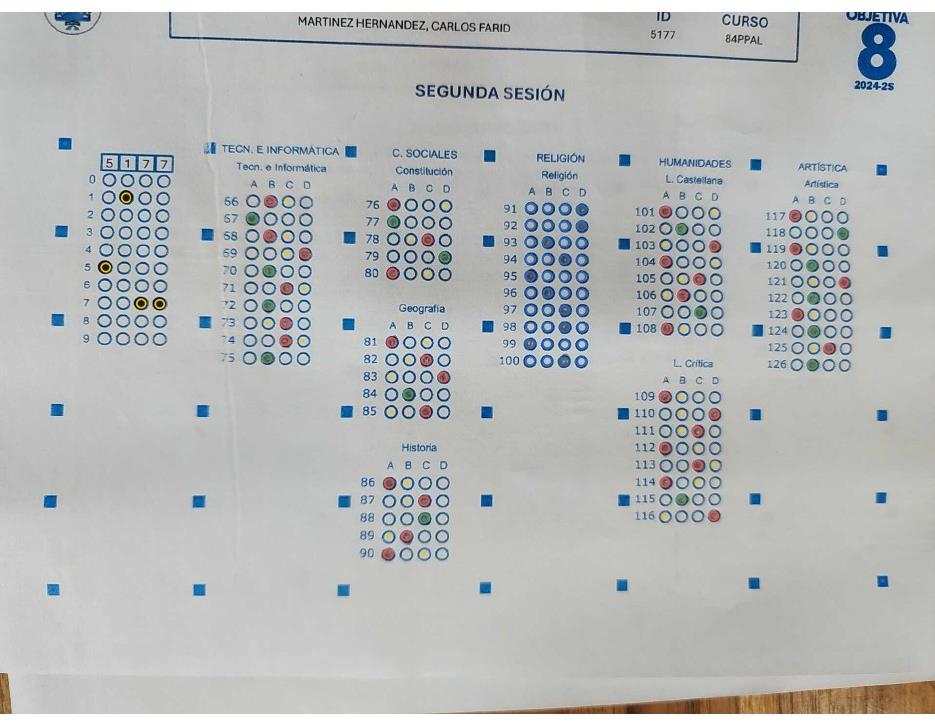 MARTINEZ HERNANDEZ, CARLOS FARID
ID
5177
CURSO
84PPAL
OBJETIVA
8
2024-2S
SEGUNDA SESIÓN
5 1 7 7
0
1
2
3
4
5
6
7
8
9
TECN. E INFORMÁTICA
Tecn. e Informática
A B C D
66
67
68
69
70
71
72
73
74
75
C. SOCIALES
Constitución
A B C D
76
77
78
79
80
Geografía
A B C D
81
82
83
84
85
Historia
A B C D
86
87
88
89
90
RELIGIÓN
Religión
A B C D
91
92
93
94
95
96
97
98
99
100
HUMANIDADES
L. Castellana
A B C D
101
102
103
104
105
106
107
108
L. Crítica
A B C D
109
110
111
112
113
114
115
116
ARTÍSTICA
Artística
A B C D
117
118
119
120
121
122
123
124
125
126